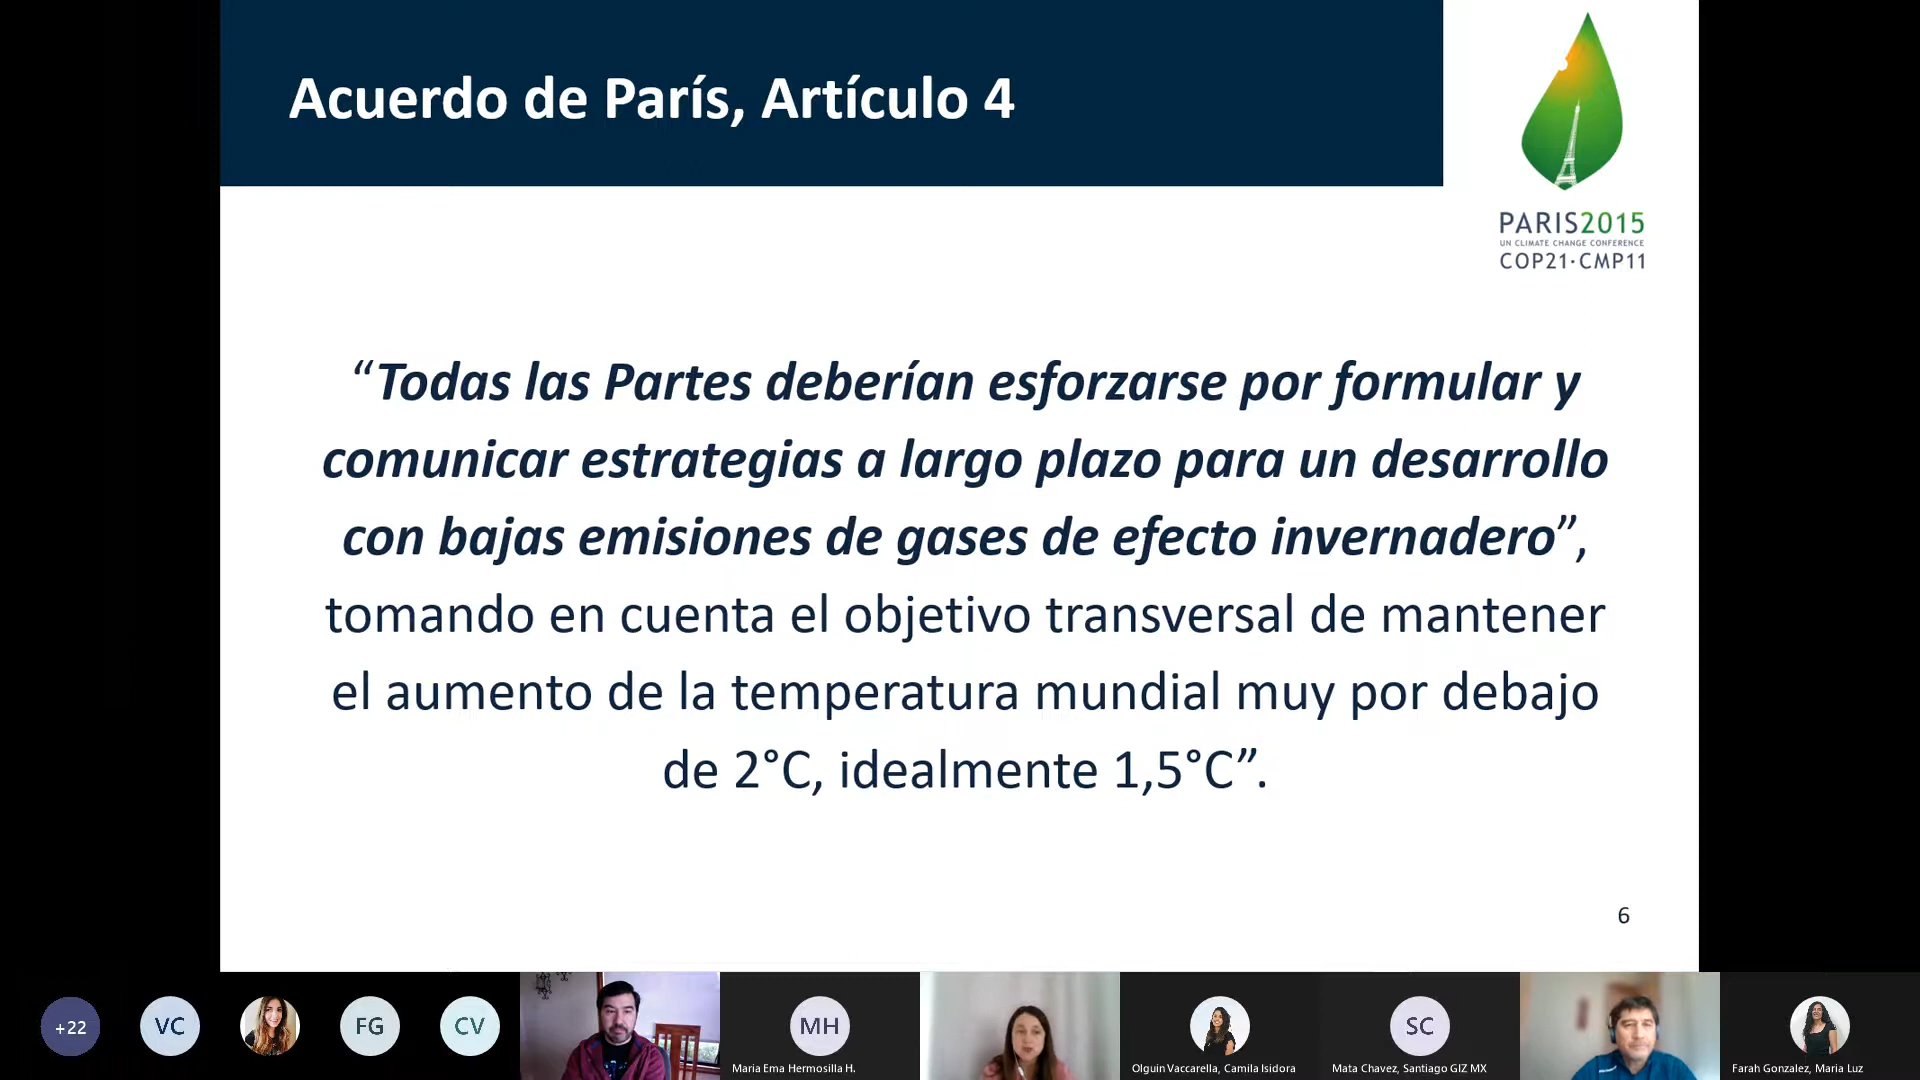 Acuerdo de París, Artículo 4
PARIS2015
UN CLIMATE CHANGE CONFERENCE
COP21·CMP11
“Todas las Partes deberían esforzarse por formular y
comunicar estrategias a largo plazo para un desarrollo
con bajas emisiones de gases de efecto invernadero”,
tomando en cuenta el objetivo transversal de mantener
el aumento de la temperatura mundial muy por debajo
de 2°C, idealmente 1,5°C”.
6
+22
VC
FG
CV
MH
Maria Ema Hermosilla H.
Olguin Vaccarella, Camila Isidora
SC
Mata Chavez, Santiago GIZ MX
Farah Gonzalez, Maria Luz